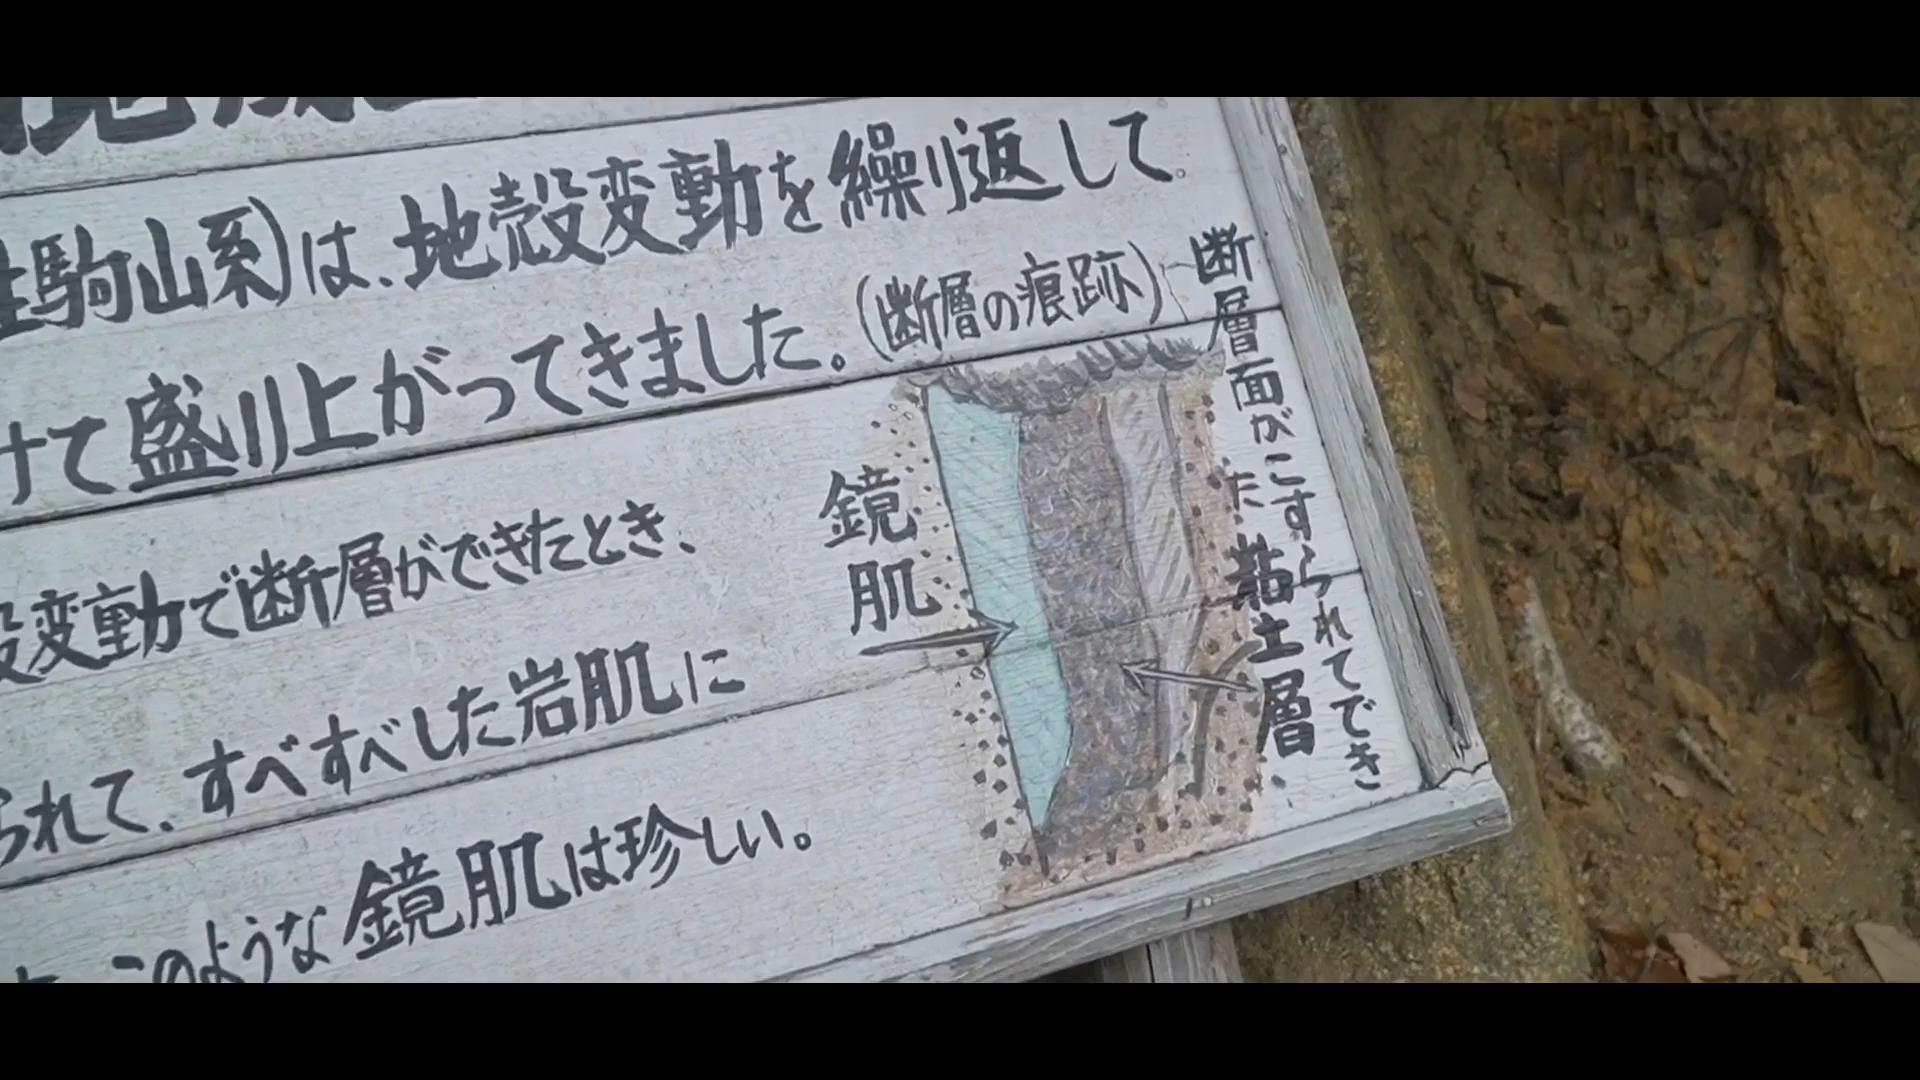 生駒山系)は、地殻変動を繰り返して
けて盛り上がってきました。(断層の痕跡)
殻変動で断層ができたとき、
られて、すべすべした岩肌に
このような鏡肌は珍しい。
鏡肌
断層面がこすられてでき
た粘土層、